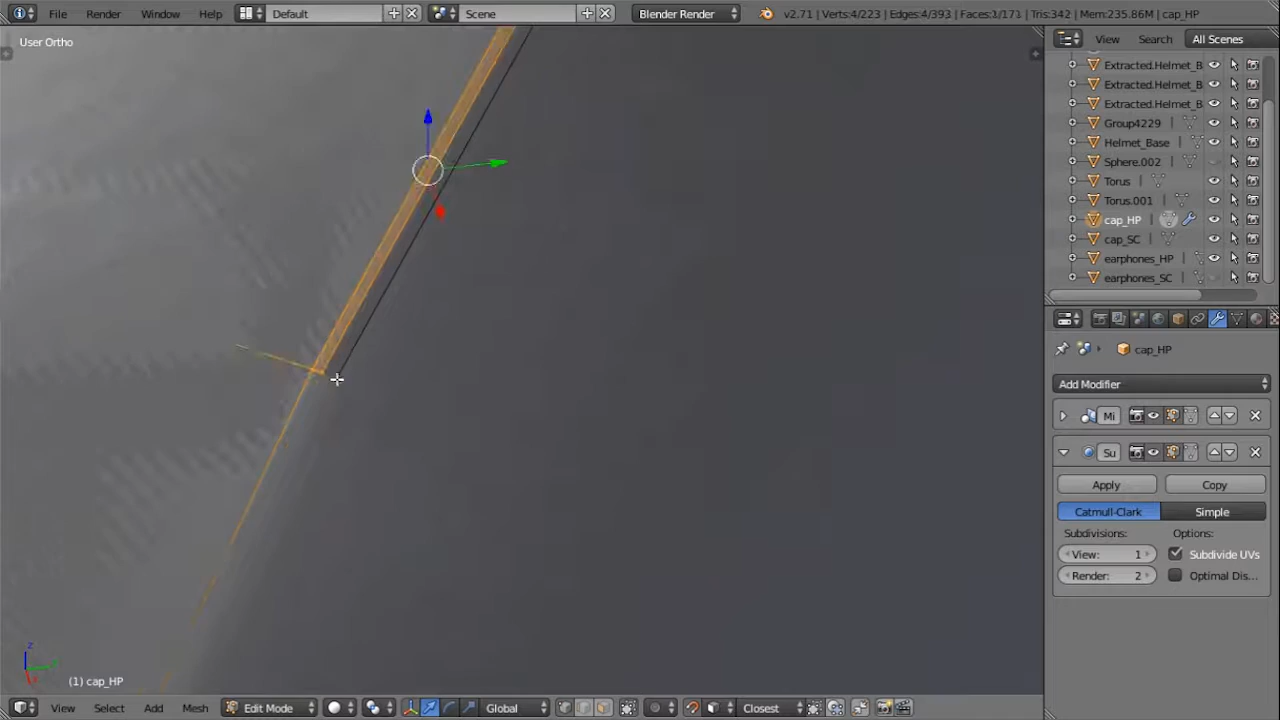 File Render Window Help Default Scene Blender Render v2.71 | Verts:4/223 | Edges:4/393 | Faces:1/171 | Tris:342 | Mem:235.86M | cap_HP
User Ortho
View Search All Scenes
Extracted.Helmet_B
Extracted.Helmet_B
Extracted.Helmet_B
Group4229
Helmet_Base
Sphere.002
Torus
Torus.001
cap_HP
cap_SC
earphones_HP
earphones_SC
cap_HP
Add Modifier
Mi
Su
Apply Copy
Catmull-Clark Simple
Subdivisions: Options:
View: 1 Subdivide UVs
Render: 2 Optimal Dis...
z
(1) cap_HP
View Select Add Mesh Edit Mode Global Closest